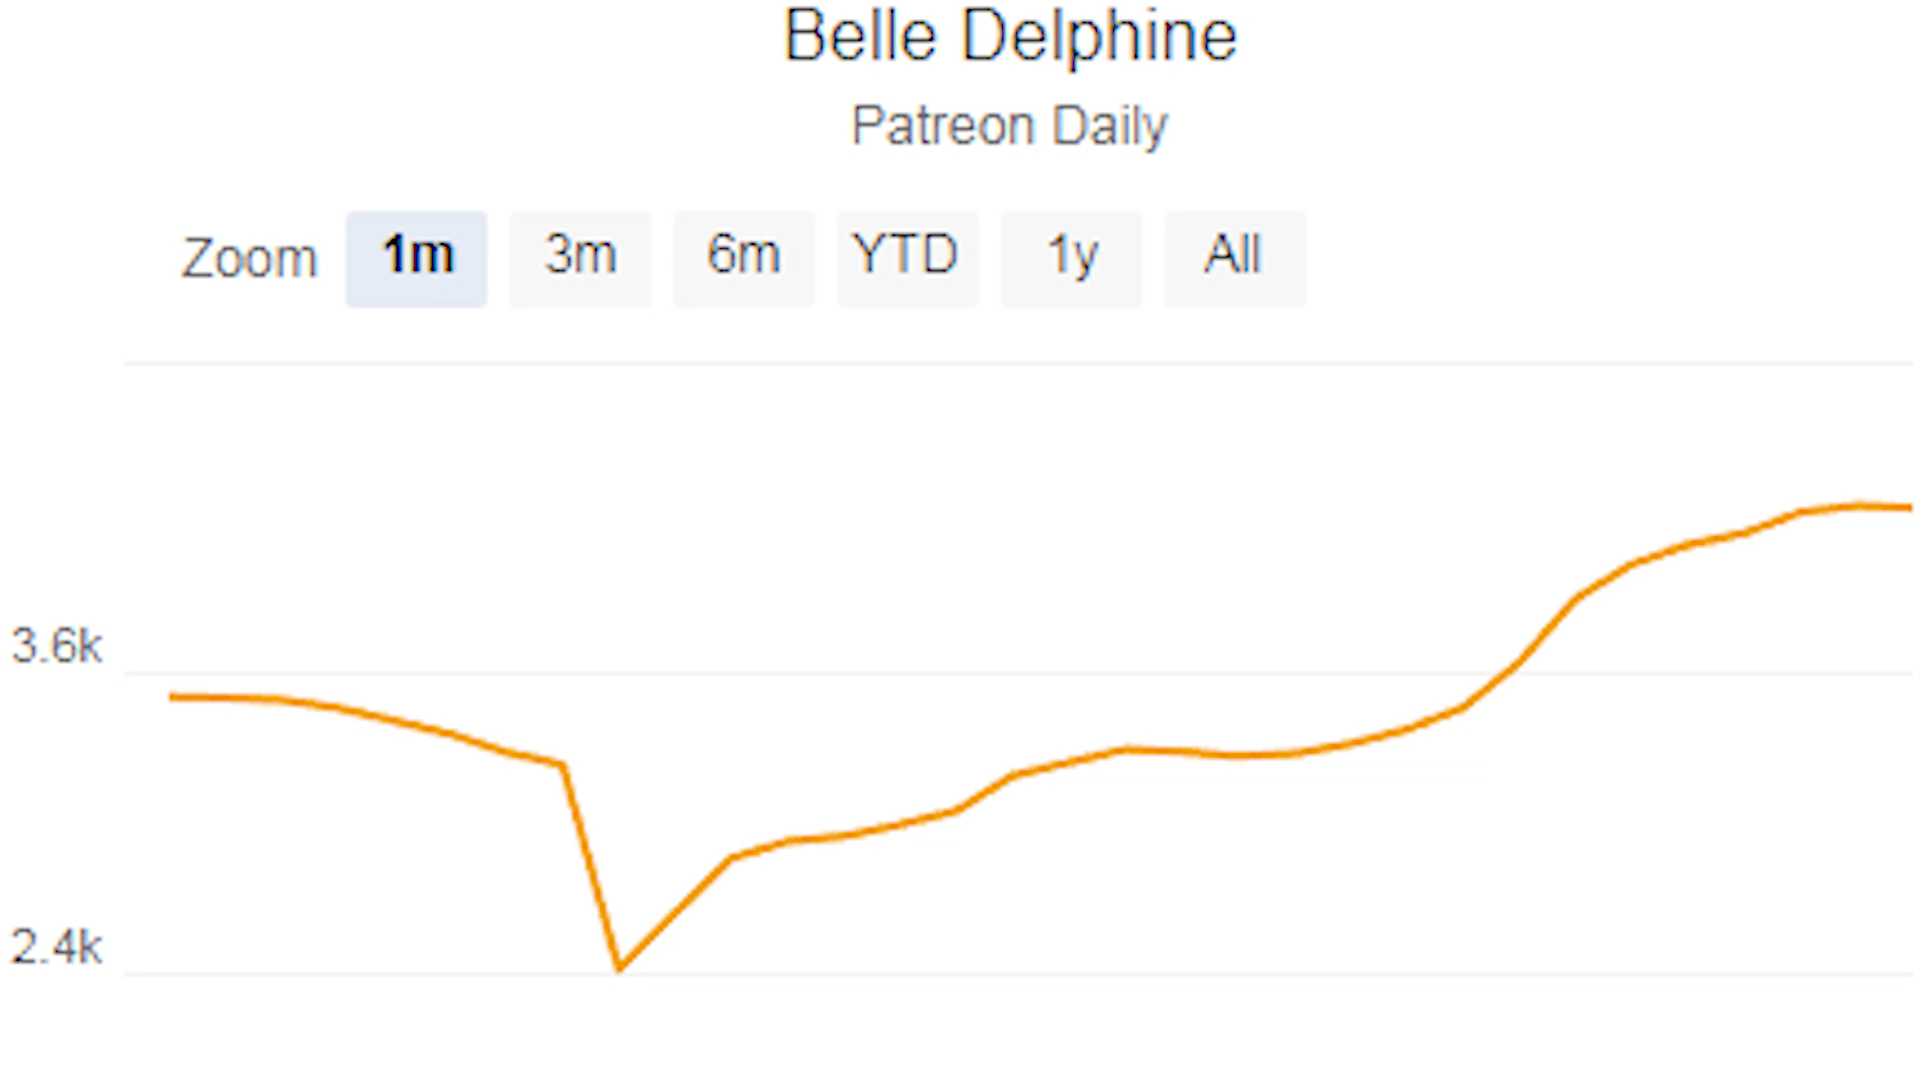 Belle Delphine
Patreon Daily
Zoom 1m 3m 6m YTD 1y All
3.6k
2.4k